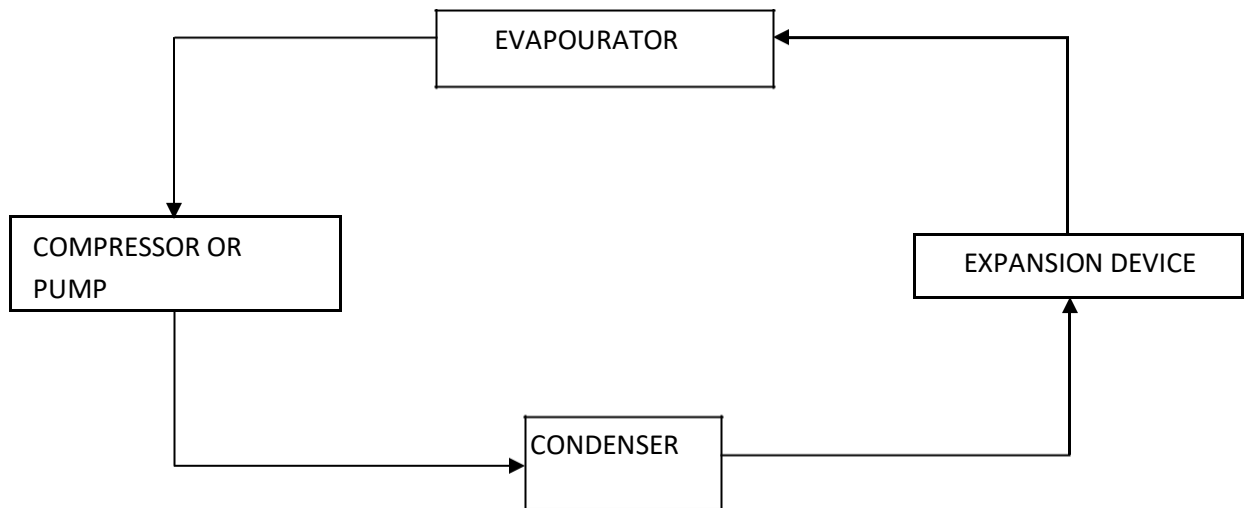 EVAPOURATOR
COMPRESSOR OR
PUMP
EXPANSION DEVICE
CONDENSER